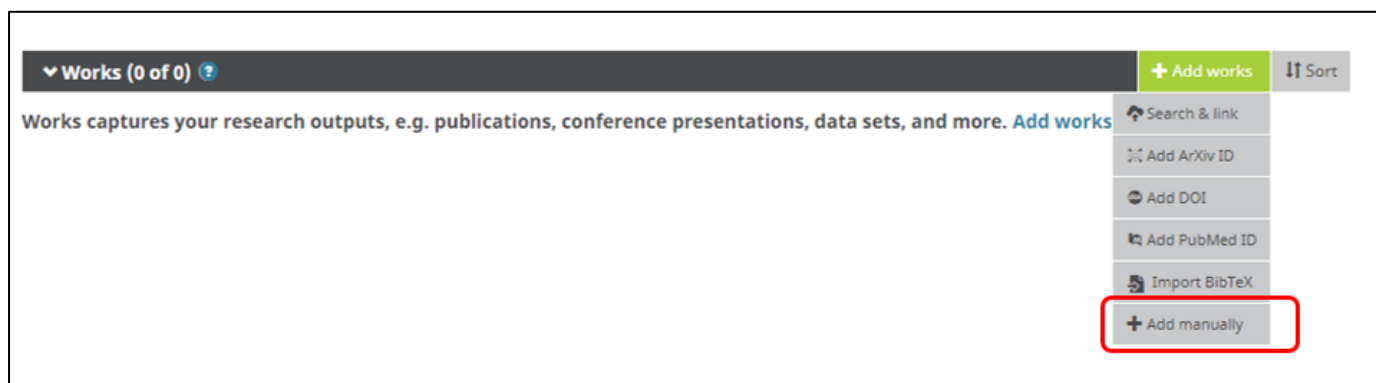 Works (0 of 0) ?
+ Add works
Sort
Works captures your research outputs, e.g. publications, conference presentations, data sets, and more. Add works
Search & link
Add ArXiv ID
Add DOI
Add PubMed ID
Import BibTeX
+ Add manually